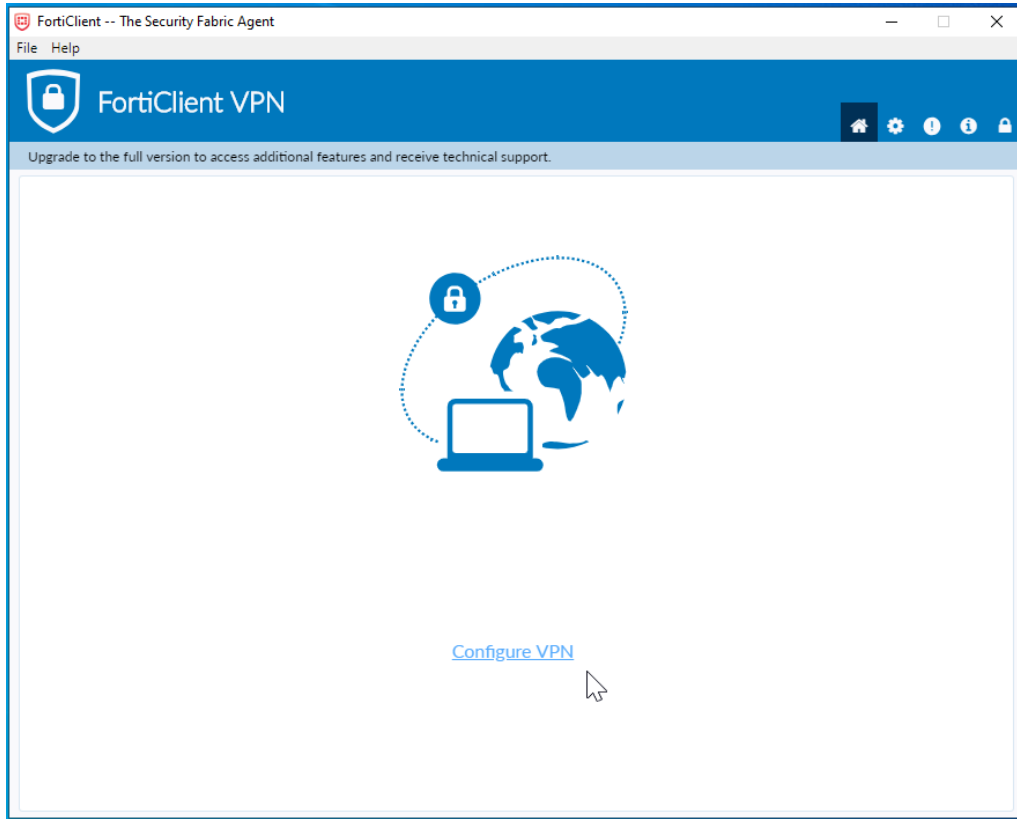 FortiClient -- The Security Fabric Agent
File Help
FortiClient VPN
Upgrade to the full version to access additional features and receive technical support.
Configure VPN